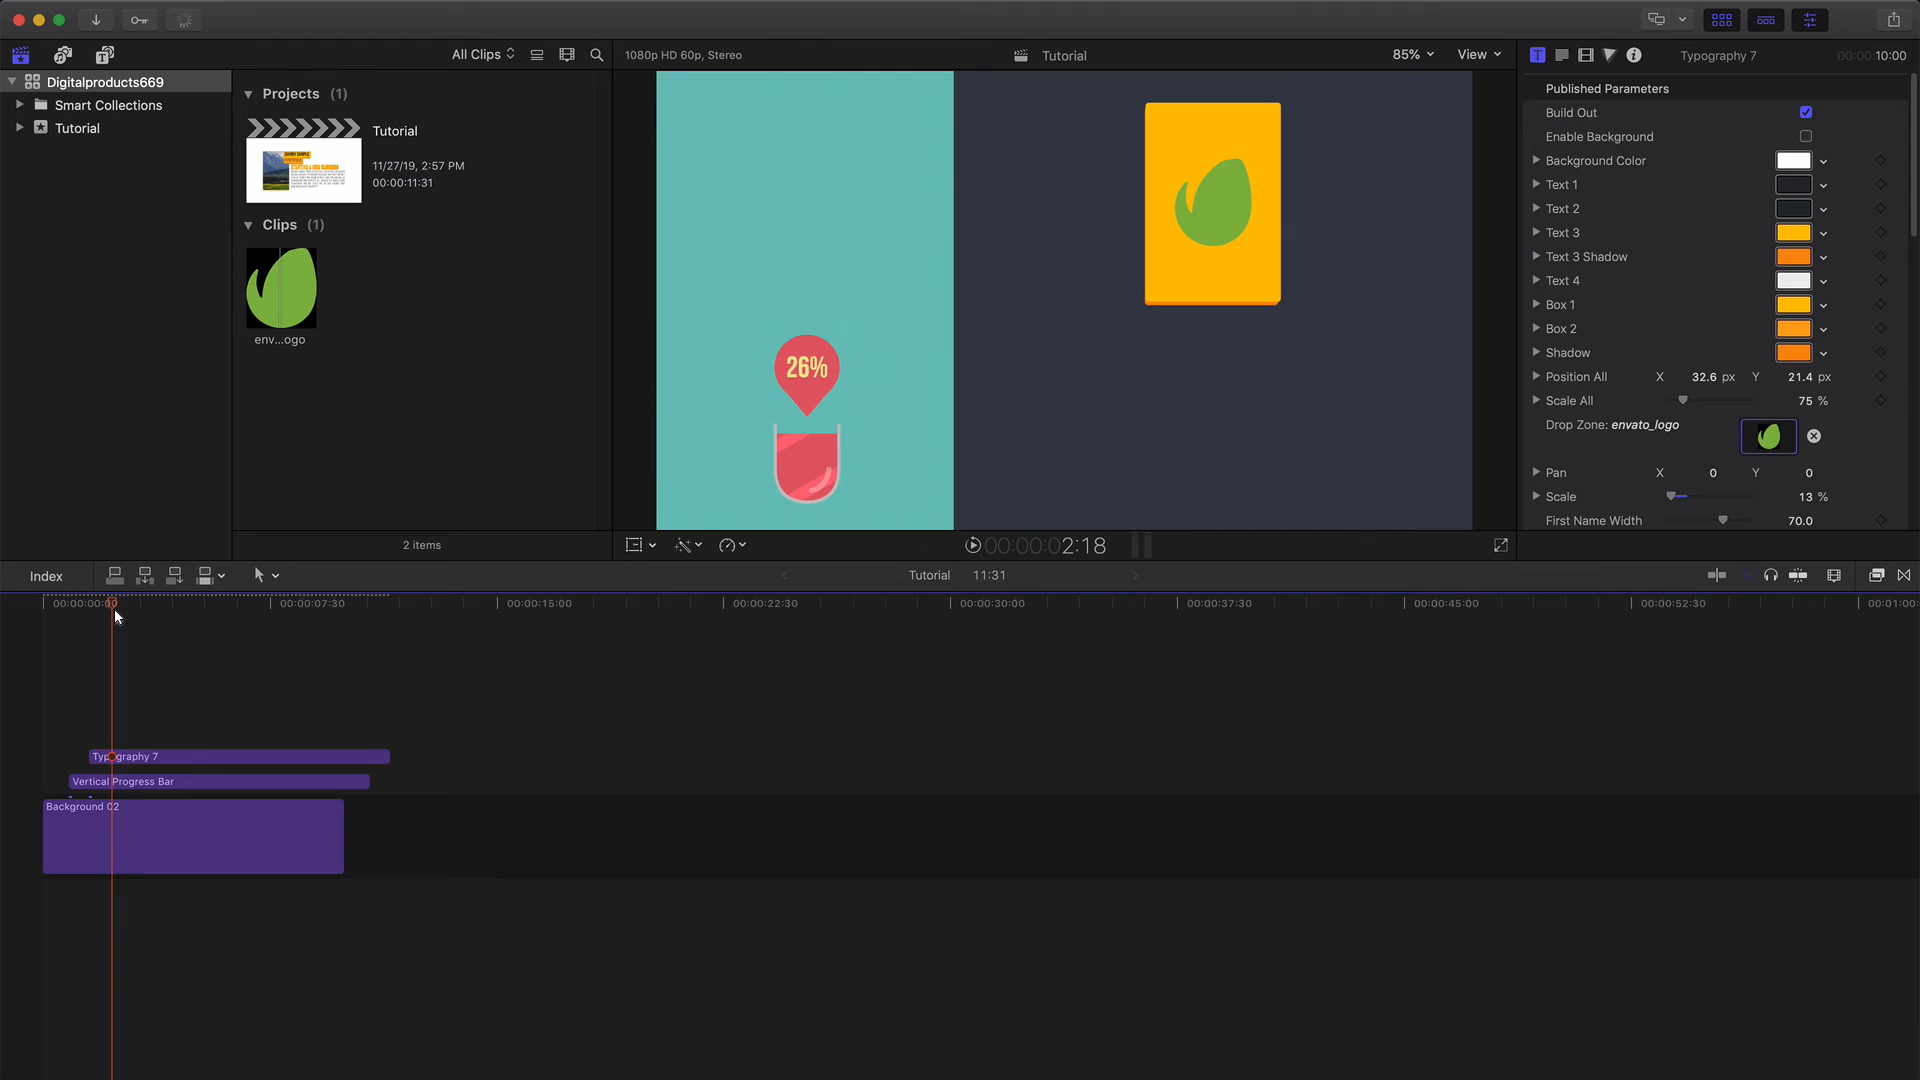 All Clips
1080p HD 60p, Stereo
Tutorial
85%
View
Typography 7
10:00
Digitalproducts669
Smart Collections
Tutorial
Projects (1)
Tutorial
11/27/19, 2:57 PM
00:00:11:31
Clips (1)
env...ogo
2 items
26%
Published Parameters
Build Out
Enable Background
Background Color
Text 1
Text 2
Text 3
Text 3 Shadow
Text 4
Box 1
Box 2
Shadow
Position All X 32.6 px Y 21.4 px
Scale All 75 %
Drop Zone: envato_logo
Pan X 0 Y 0
Scale 13 %
First Name Width 70.0
00:00:02:18
Index
Tutorial 11:31
00:00:00:00
00:00:07:30
00:00:15:00
00:00:22:30
00:00:30:00
00:00:37:30
00:00:45:00
00:00:52:30
00:01:00:
Typography 7
Vertical Progress Bar
Background 02